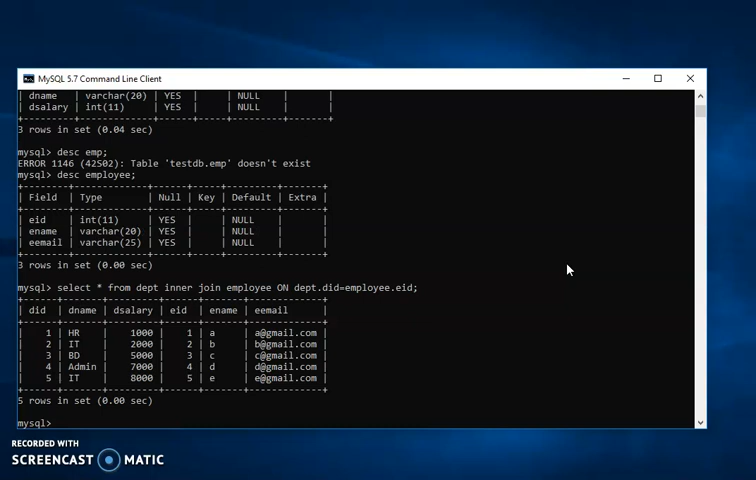 MySQL 5.7 Command Line Client
| dname   | varchar(20) | YES  |     | NULL    |       |
| dsalary | int(11)     | YES  |     | NULL    |       |
+---------+-------------+------+-----+---------+-------+
3 rows in set (0.04 sec)
mysql> desc emp;
ERROR 1146 (42S02): Table 'testdb.emp' doesn't exist
mysql> desc employee;
+--------+-------------+------+-----+---------+-------+
| Field  | Type        | Null | Key | Default | Extra |
+--------+-------------+------+-----+---------+-------+
| eid    | int(11)     | YES  |     | NULL    |       |
| ename  | varchar(20) | YES  |     | NULL    |       |
| eemail | varchar(25) | YES  |     | NULL    |       |
+--------+-------------+------+-----+---------+-------+
3 rows in set (0.00 sec)
mysql> select * from dept inner join employee ON dept.did=employee.eid;
+------+-------+---------+------+-------+-------------+
| did  | dname | dsalary | eid  | ename | eemail      |
+------+-------+---------+------+-------+-------------+
|    1 | HR    |    1000 |    1 | a     | a@gmail.com |
|    2 | IT    |    2000 |    2 | b     | b@gmail.com |
|    3 | BD    |    5000 |    3 | c     | c@gmail.com |
|    4 | Admin |    7000 |    4 | d     | d@gmail.com |
|    5 | IT    |    8000 |    5 | e     | e@gmail.com |
+------+-------+---------+------+-------+-------------+
5 rows in set (0.00 sec)
mysql>
RECORDED WITH
SCREENCAST MATIC